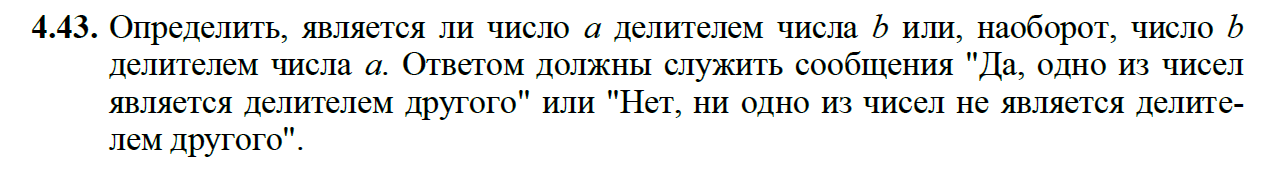 4.43. Определить, является ли число a делителем числа b или, наоборот, число b
делителем числа a. Ответом должны служить сообщения "Да, одно из чисел
является делителем другого" или "Нет, ни одно из чисел не является делите-
лем другого".